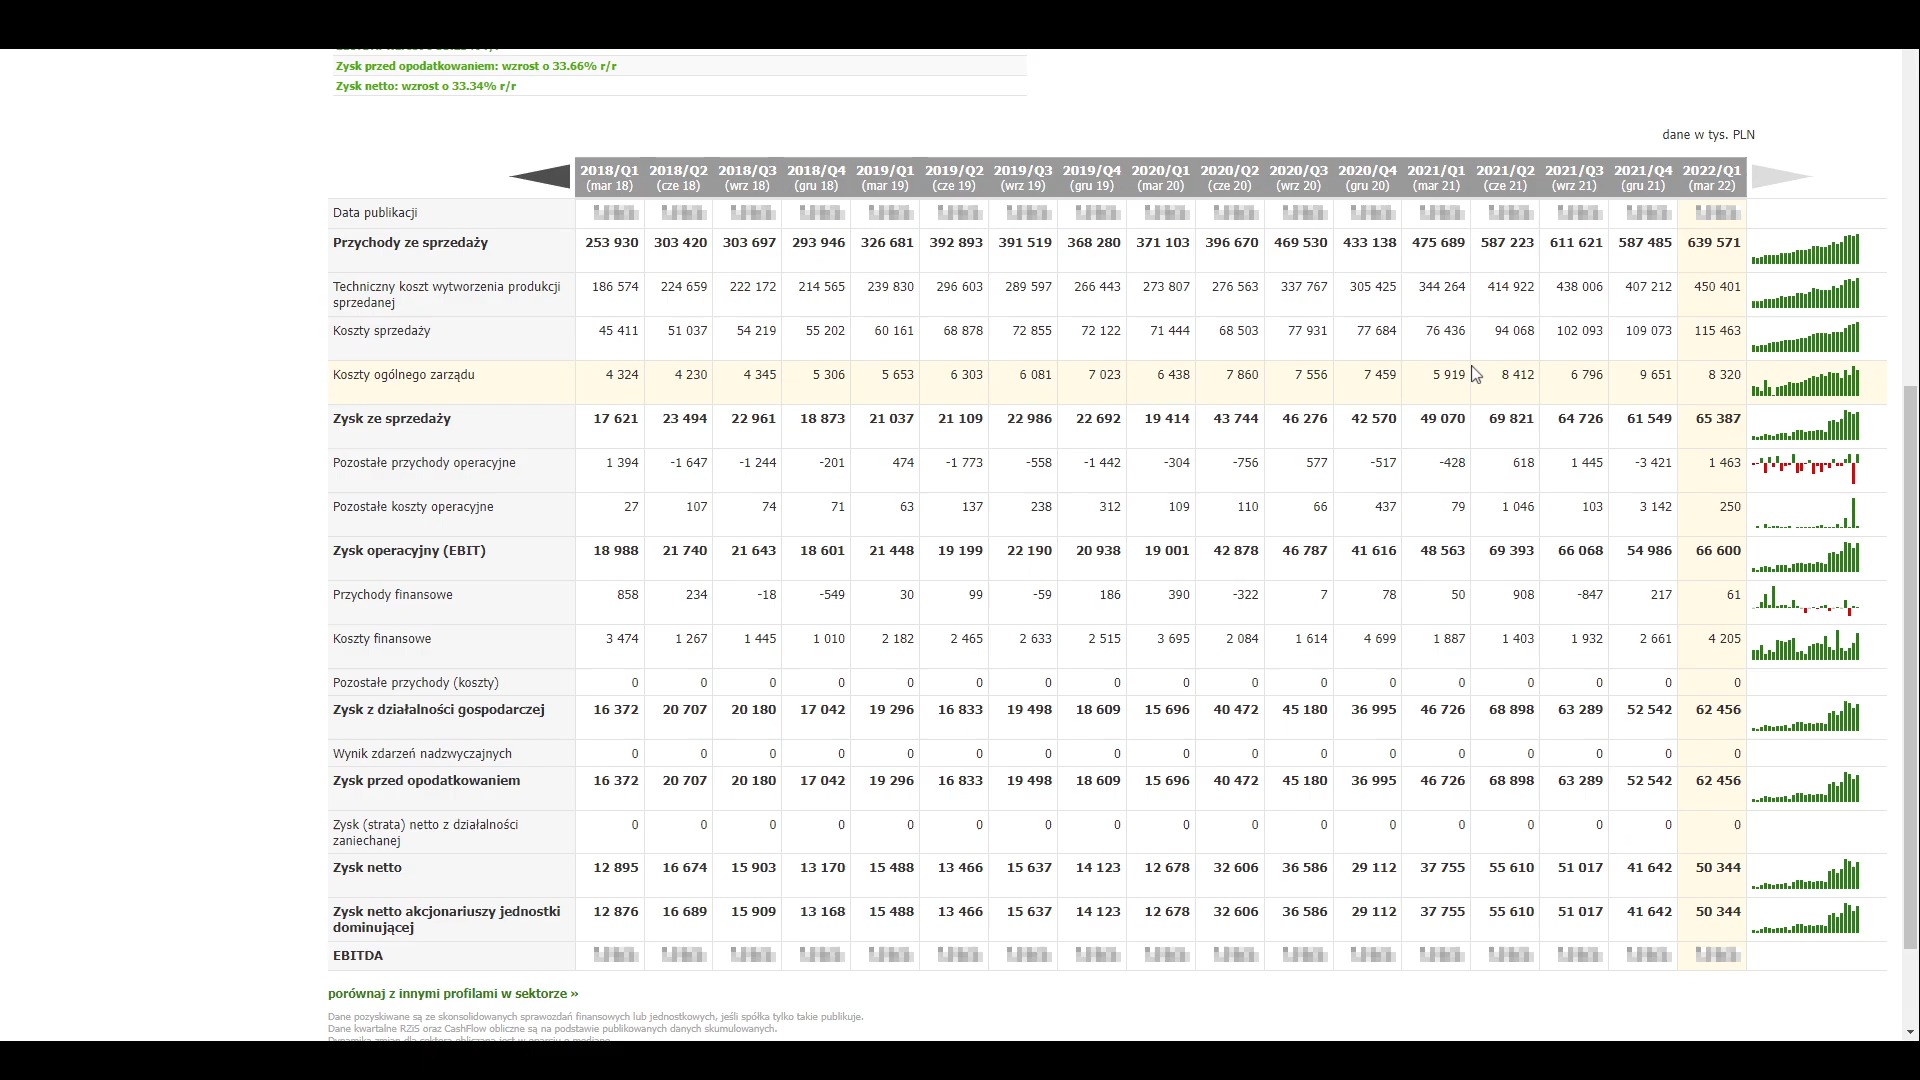 Zysk przed opodatkowaniem: wzrost o 33.66% r/r
Zysk netto: wzrost o 33.34% r/r
dane w tys. PLN
2018/Q1 2018/Q2 2018/Q3 2018/Q4 2019/Q1 2019/Q2 2019/Q3 2019/Q4 2020/Q1 2020/Q2 2020/Q3 2020/Q4 2021/Q1 2021/Q2 2021/Q3 2021/Q4 2022/Q1
(mar 18) (cze 18) (wrz 18) (gru 18) (mar 19) (cze 19) (wrz 19) (gru 19) (mar 20) (cze 20) (wrz 20) (gru 20) (mar 21) (cze 21) (wrz 21) (gru 21) (mar 22)
Data publikacji
Przychody ze sprzedaży 253 930 303 420 303 697 293 946 326 681 392 893 391 519 368 280 371 103 396 670 469 530 433 138 475 689 587 223 611 621 587 485 639 571
Techniczny koszt wytworzenia produkcji 186 574 224 659 222 172 214 565 239 830 296 603 289 597 266 443 273 807 276 563 337 767 305 425 344 264 414 922 438 006 407 212 450 401
sprzedanej
Koszty sprzedaży 45 411 51 037 54 219 55 202 60 161 68 878 72 855 72 122 71 444 68 503 77 931 77 684 76 436 94 068 102 093 109 073 115 463
Koszty ogólnego zarządu 4 324 4 230 4 345 5 306 5 653 6 303 6 081 7 023 6 438 7 860 7 556 7 459 5 919 8 412 6 796 9 651 8 320
Zysk ze sprzedaży 17 621 23 494 22 961 18 873 21 037 21 109 22 986 22 692 19 414 43 744 46 276 42 570 49 070 69 821 64 726 61 549 65 387
Pozostałe przychody operacyjne 1 394 -1 647 -1 244 -201 474 -1 773 -558 -1 442 -304 -756 577 -517 -428 618 1 445 -3 421 1 463
Pozostałe koszty operacyjne 27 107 74 71 63 137 238 312 109 110 66 437 79 1 046 103 3 142 250
Zysk operacyjny (EBIT) 18 988 21 740 21 643 18 601 21 448 19 199 22 190 20 938 19 001 42 878 46 787 41 616 48 563 69 393 66 068 54 986 66 600
Przychody finansowe 858 234 -18 -549 30 99 -59 186 390 -322 7 78 50 908 -847 217 61
Koszty finansowe 3 474 1 267 1 445 1 010 2 182 2 465 2 633 2 515 3 695 2 084 1 614 4 699 1 887 1 403 1 932 2 661 4 205
Pozostałe przychody (koszty) 0 0 0 0 0 0 0 0 0 0 0 0 0 0 0 0 0
Zysk z działalności gospodarczej 16 372 20 707 20 180 17 042 19 296 16 833 19 498 18 609 15 696 40 472 45 180 36 995 46 726 68 898 63 289 52 542 62 456
Wynik zdarzeń nadzwyczajnych 0 0 0 0 0 0 0 0 0 0 0 0 0 0 0 0 0
Zysk przed opodatkowaniem 16 372 20 707 20 180 17 042 19 296 16 833 19 498 18 609 15 696 40 472 45 180 36 995 46 726 68 898 63 289 52 542 62 456
Zysk (strata) netto z działalności 0 0 0 0 0 0 0 0 0 0 0 0 0 0 0 0 0
zaniechanej
Zysk netto 12 895 16 674 15 903 13 170 15 488 13 466 15 637 14 123 12 678 32 606 36 586 29 112 37 755 55 610 51 017 41 642 50 344
Zysk netto akcjonariuszy jednostki 12 876 16 689 15 909 13 168 15 488 13 466 15 637 14 123 12 678 32 606 36 586 29 112 37 755 55 610 51 017 41 642 50 344
dominującej
EBITDA
porównaj z innymi profilami w sektorze »
Dane pozyskiwane są ze skonsolidowanych sprawozdań finansowych lub jednostkowych, jeśli spółka tylko takie publikuje.
Dane kwartalne RZiS oraz CashFlow obliczne są na podstawie publikowanych danych skumulowanych.